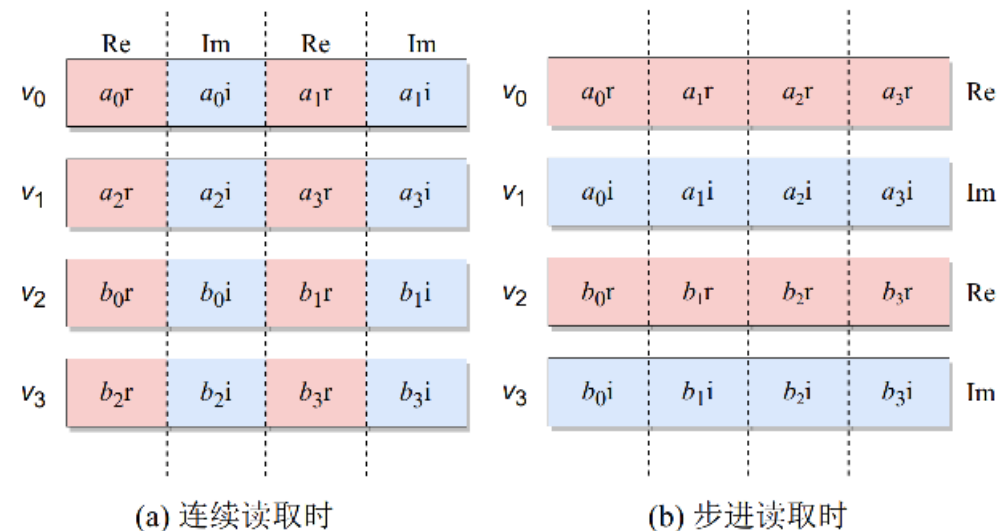 Re Im Re Im
v0 a0r a0i a1r a1i
v1 a2r a2i a3r a3i
v2 b0r b0i b1r b1i
v3 b2r b2i b3r b3i
(a) 连续读取时
v0 a0r a1r a2r a3r Re
v1 a0i a1i a2i a3i Im
v2 b0r b1r b2r b3r Re
v3 b0i b1i b2i b3i Im
(b) 步进读取时